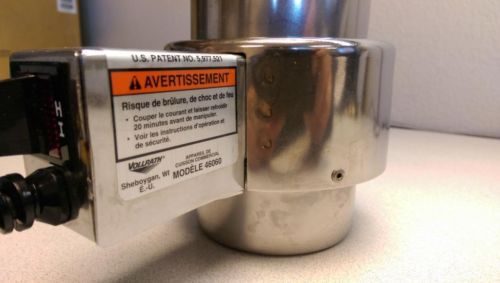 U.S. PATENT NO. 5,977,521
AVERTISSEMENT
Risque de brûlure, de choc et de feu
• Couper le courant et laisser refroidir
20 minutes avant de manipuler.
• Voir les instructions d'opération et
de sécurité.
VOLLRATH
Sheboygan, WI
É.-U.
APPAREIL DE
CUISSON COMMERCIAL
MODÈLE 46060
HI